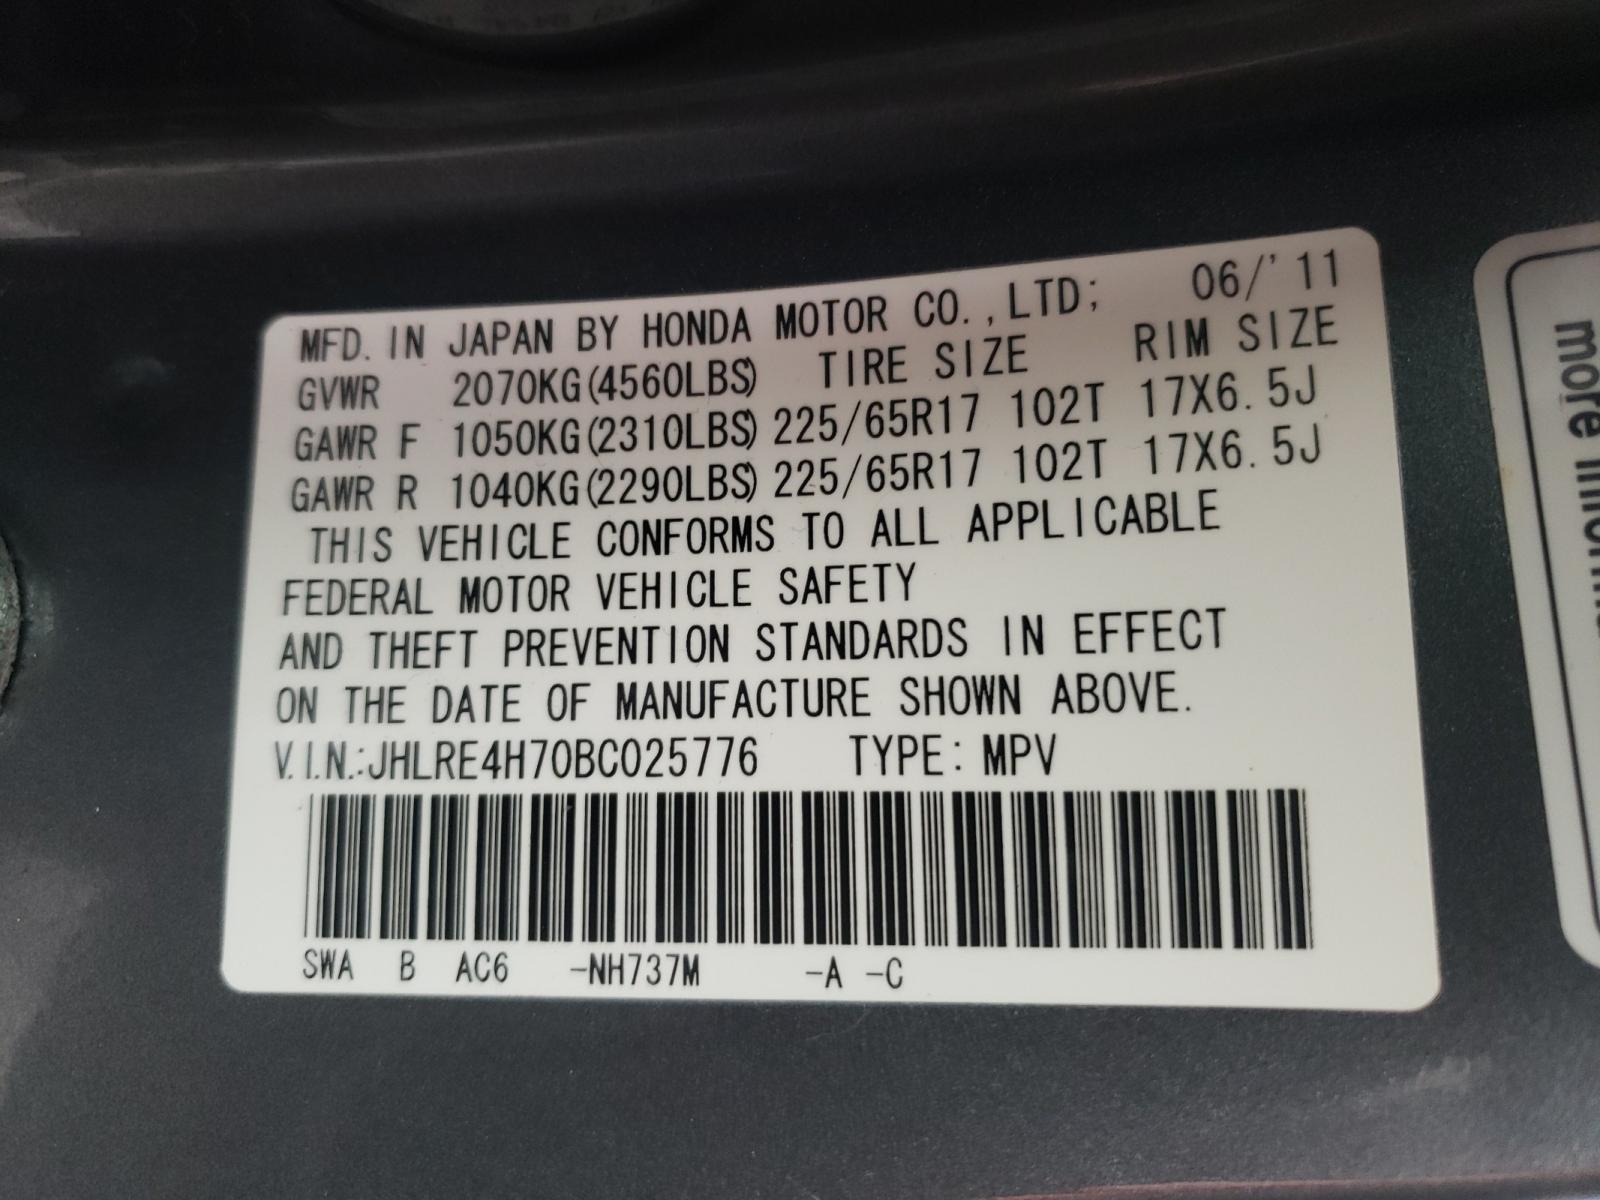 MFD. IN JAPAN BY HONDA MOTOR CO.,LTD; 06/'11
GVWR 2070KG(4560LBS) TIRE SIZE RIM SIZE
GAWR F 1050KG(2310LBS) 225/65R17 102T 17X6.5J
GAWR R 1040KG(2290LBS) 225/65R17 102T 17X6.5J
THIS VEHICLE CONFORMS TO ALL APPLICABLE
FEDERAL MOTOR VEHICLE SAFETY
AND THEFT PREVENTION STANDARDS IN EFFECT
ON THE DATE OF MANUFACTURE SHOWN ABOVE.
V.I.N.:JHLRE4H70BC025776 TYPE: MPV
SWA B AC6 -NH737M -A -C
more